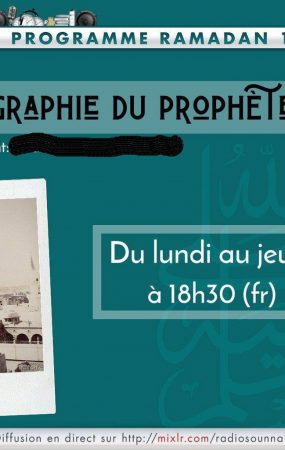 PROGRAMME RAMADAN 1
GRAPHIE DU PROPHÈTE
t:
Du lundi au jeu
à 18h30 (fr)
Diffusion en direct sur http://mixlr.com/radiosounna